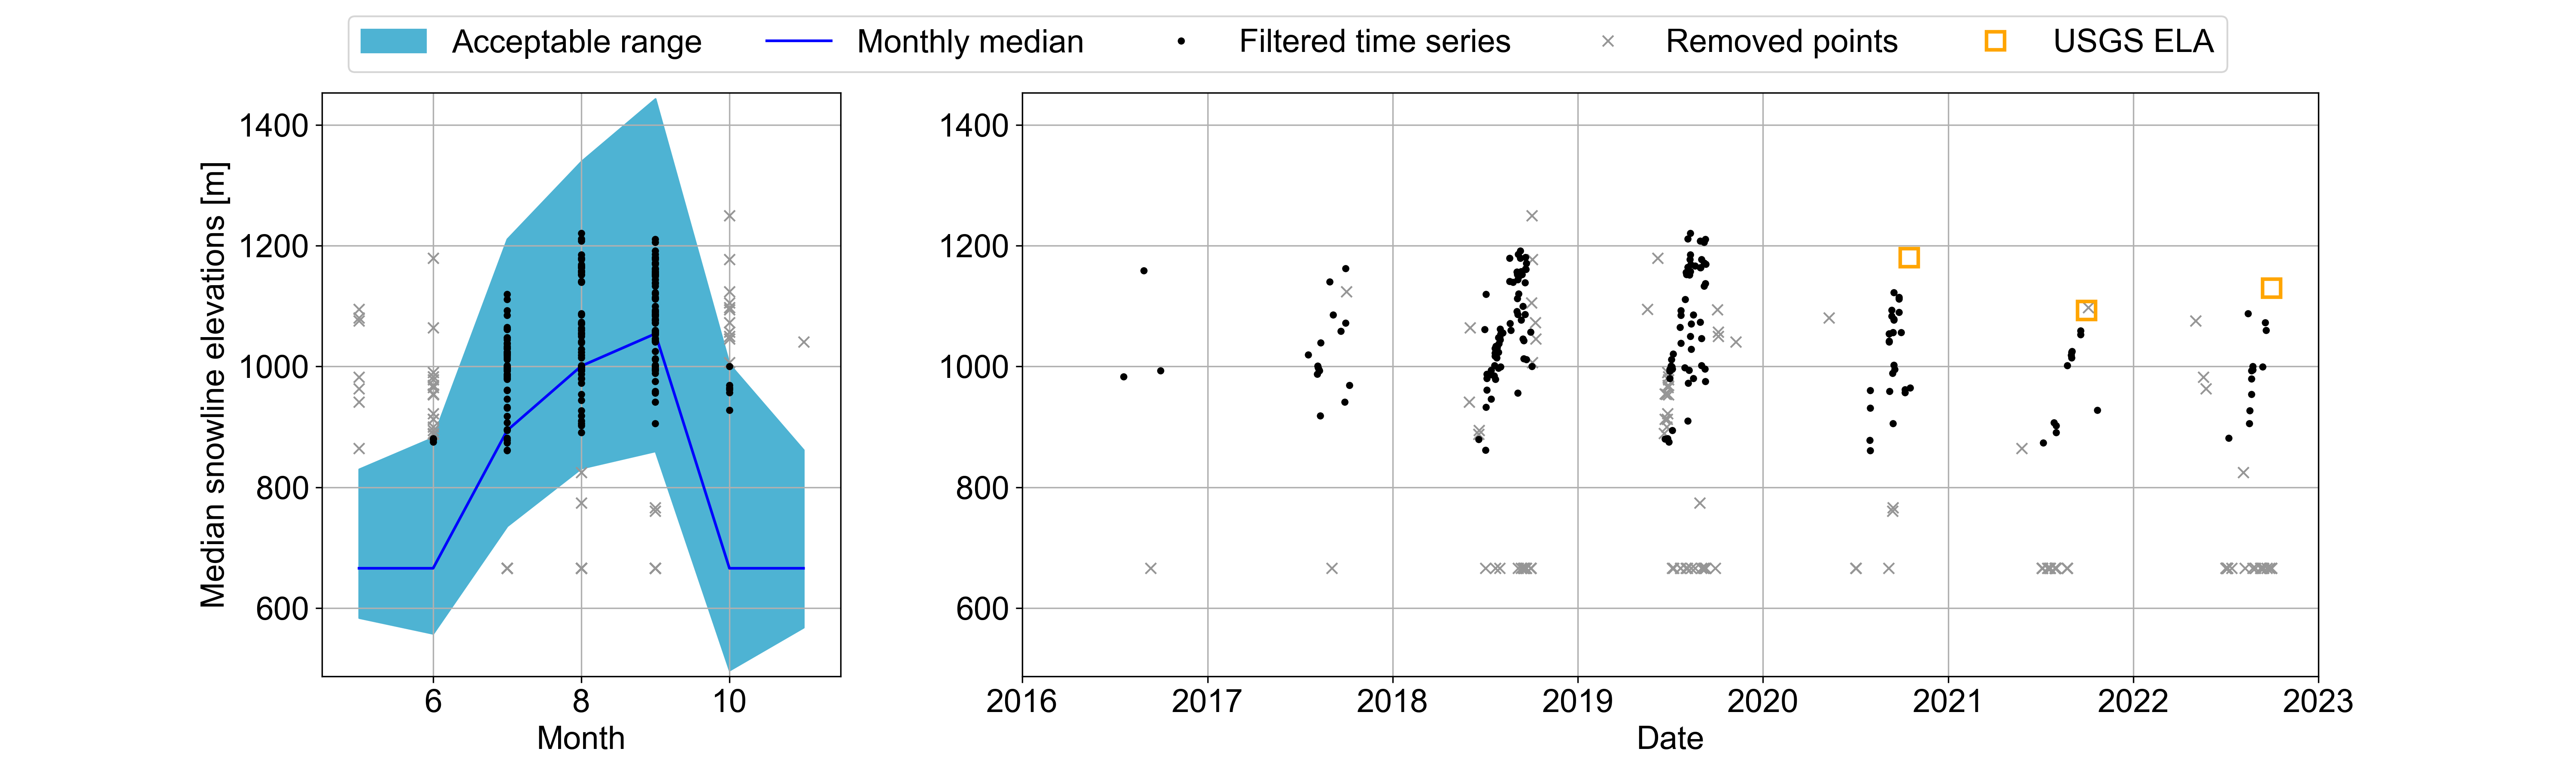 Acceptable range Monthly median Filtered time series Removed points USGS ELA
Median snowline elevations [m]
1400
1200
1000
800
600
6 8 10
Month
1400
1200
1000
800
600
2016 2017 2018 2019 2020 2021 2022 2023
Date